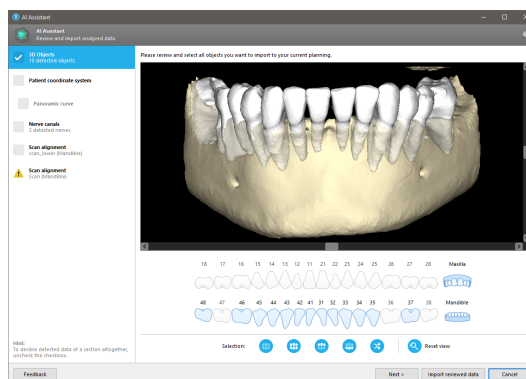 AI Assistant
AI Assistant
Review and import analyzed data
3D Objects
15 detected objects
Patient coordinate system
Panoramic curve
Nerve canals
2 detected nerves
Scan alignment
scan_lower (Mandible)
Scan alignment
Scan (Mandible)
Hint:
To decline detected data of a section altogether,
uncheck the checkbox.
Please review and select all objects you want to import to your current planning.
18 17 16 15 14 13 12 11 21 22 23 24 25 26 27 28 Maxilla
48 47 46 45 44 43 42 41 31 32 33 34 35 36 37 38 Mandible
Selection: Reset view
Feedback Next > Import reviewed data Cancel